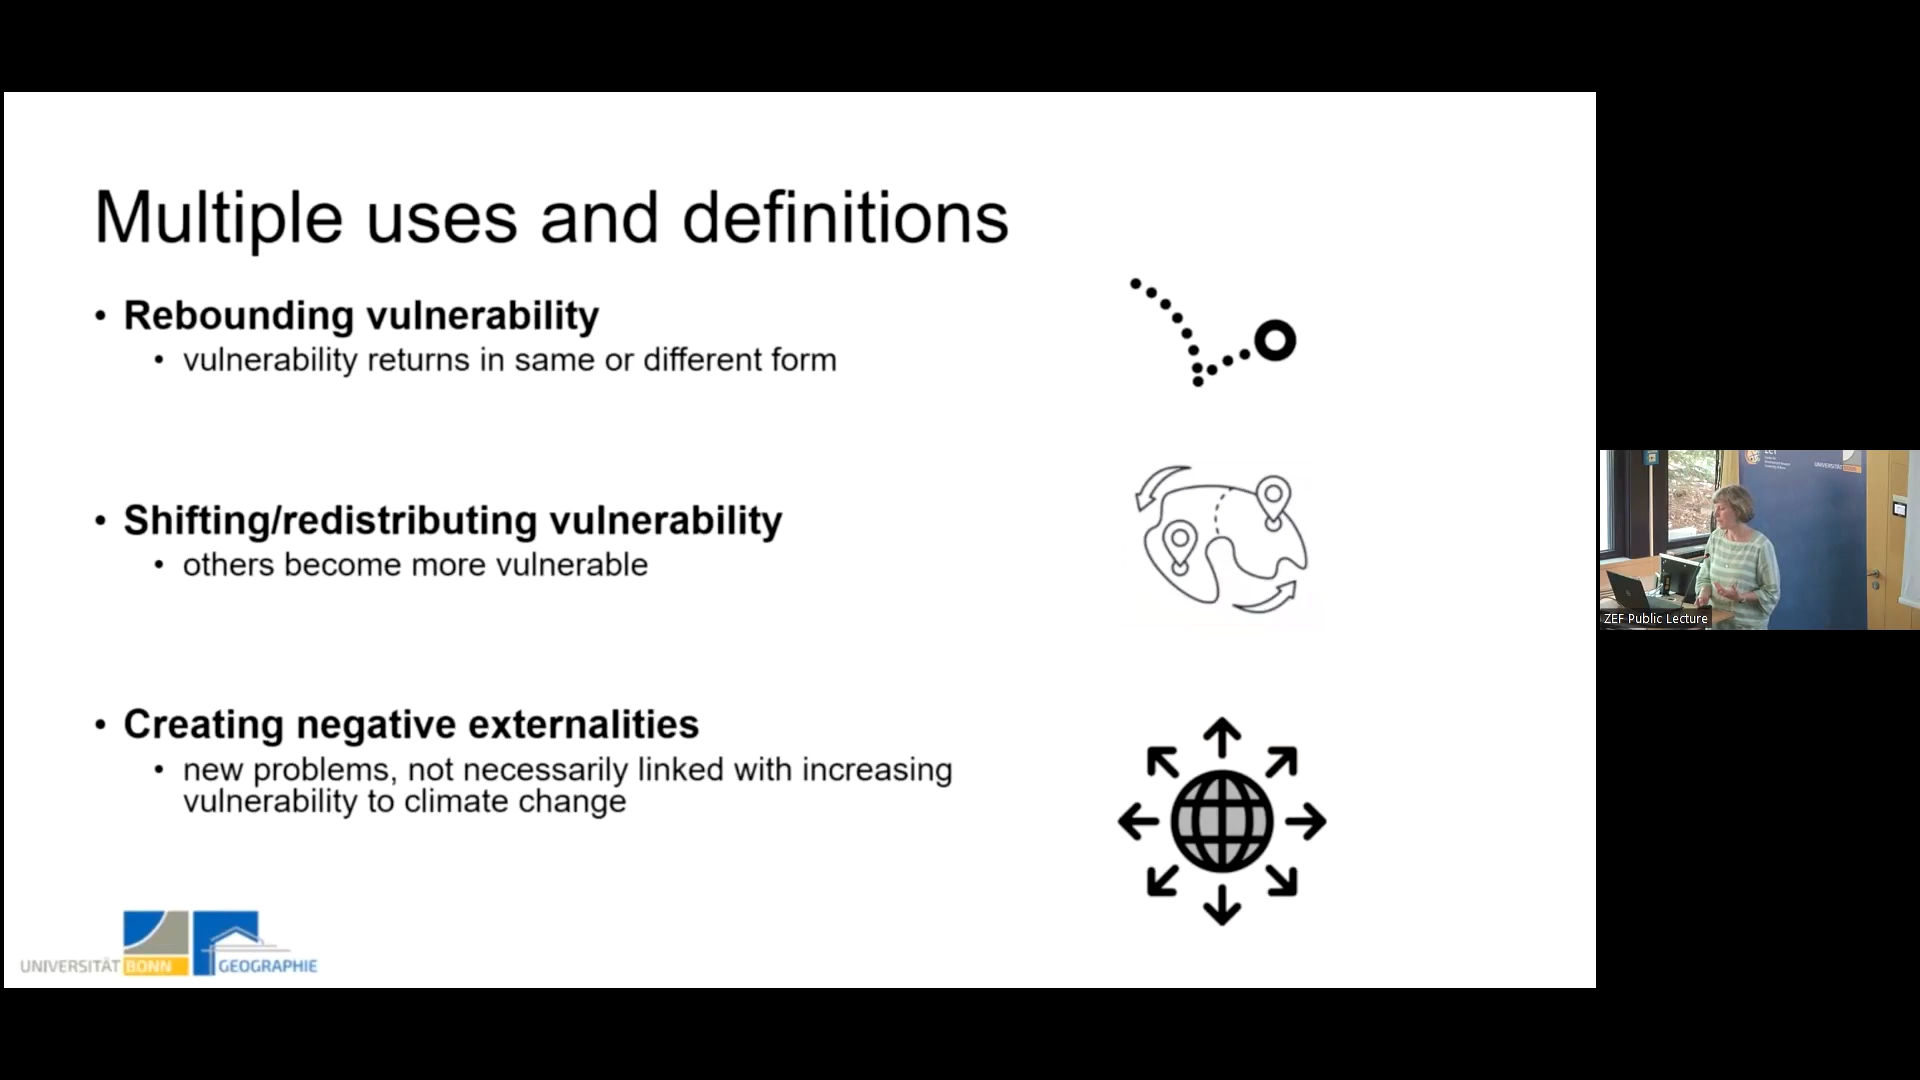 Multiple uses and definitions
• Rebounding vulnerability
• vulnerability returns in same or different form
• Shifting/redistributing vulnerability
• others become more vulnerable
• Creating negative externalities
• new problems, not necessarily linked with increasing
vulnerability to climate change
UNIVERSITÄT BONN
GEOGRAPHIE
UNIVERSITÄT BONN
ZEF Public Lecture